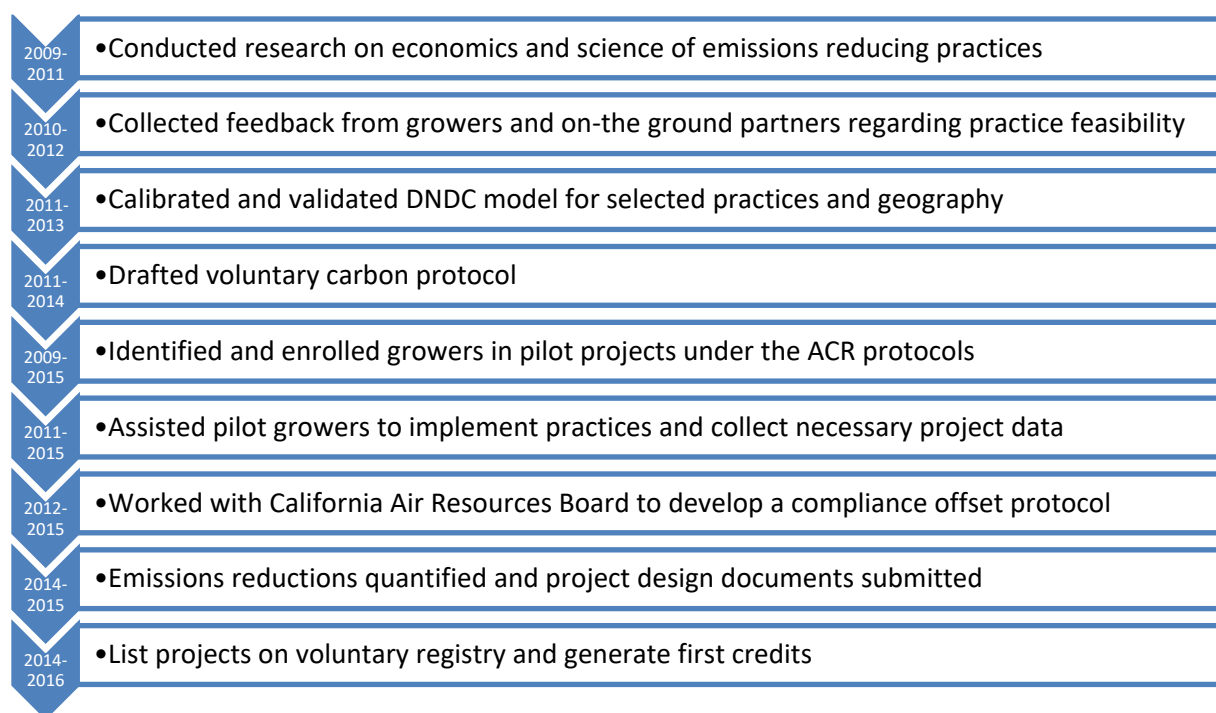 2009-
2011
•Conducted research on economics and science of emissions reducing practices
2010-
2012
•Collected feedback from growers and on-the ground partners regarding practice feasibility
2011-
2013
•Calibrated and validated DNDC model for selected practices and geography
2011-
2014
•Drafted voluntary carbon protocol
2009-
2015
•Identified and enrolled growers in pilot projects under the ACR protocols
2011-
2015
•Assisted pilot growers to implement practices and collect necessary project data
2012-
2015
•Worked with California Air Resources Board to develop a compliance offset protocol
2014-
2015
•Emissions reductions quantified and project design documents submitted
2014-
2016
•List projects on voluntary registry and generate first credits